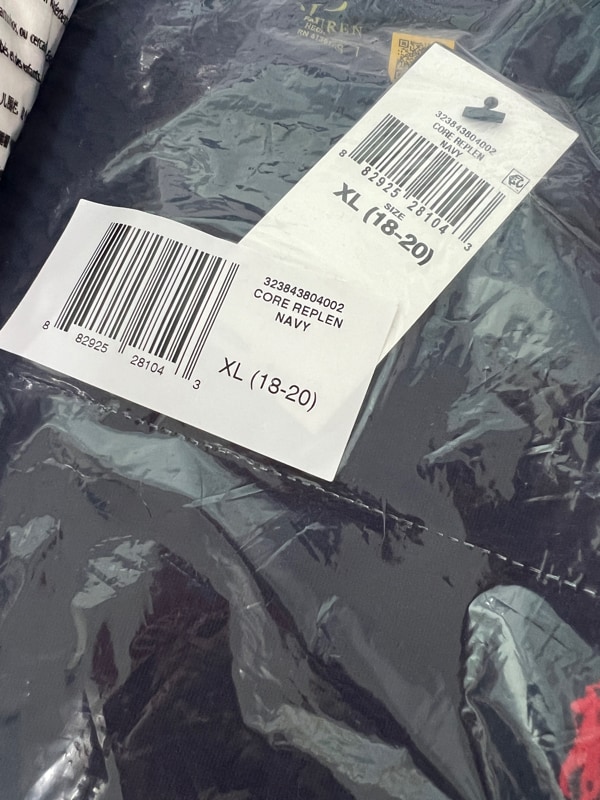 323843804002
CORE REPLEN
NAVY
8 82925 28104 3
SIZE
XL (18-20)
323843804002
CORE REPLEN
NAVY
8 82925 28104 3
XL (18-20)